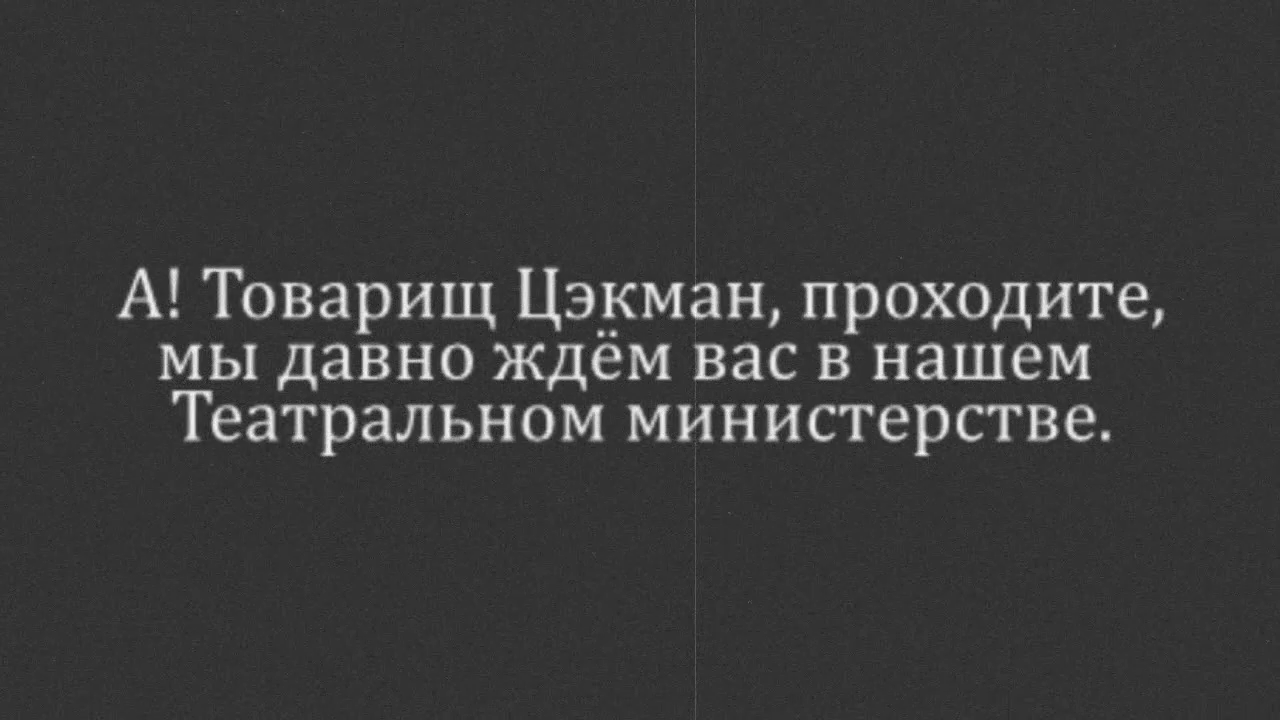 А! Товарищ Цэкман, проходите,
мы давно ждём вас в нашем
Театральном министерстве.